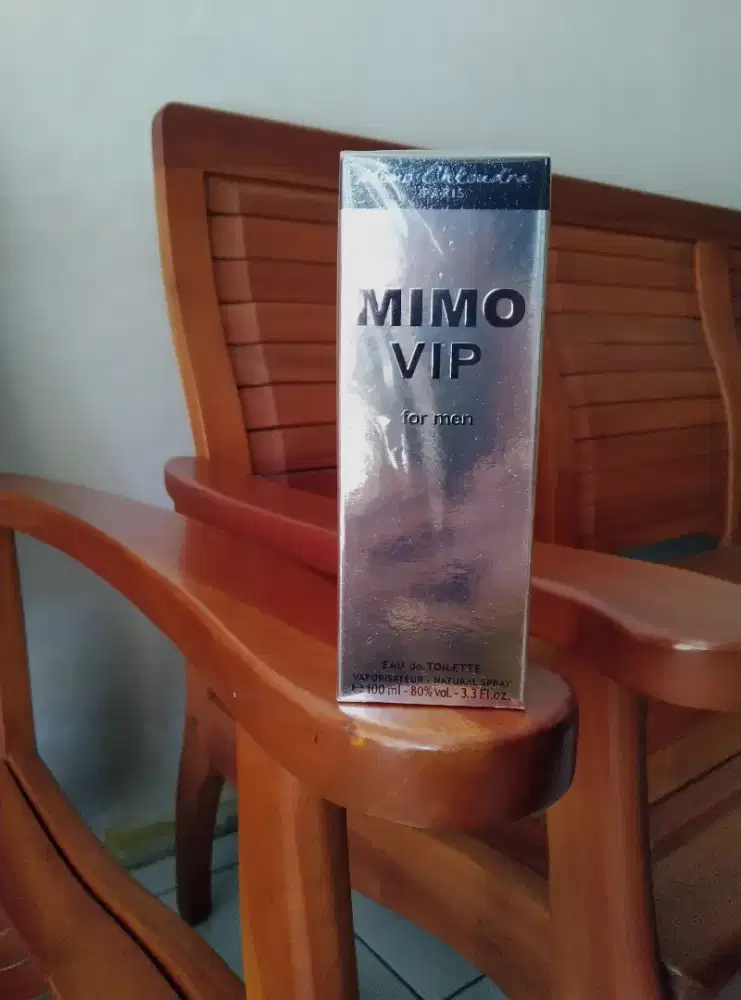 PARIS
MIMO
VIP
for men
EAU de TOILETTE
VAPORISATEUR - NATURAL SPRAY
100 ml - 80% vol. - 3.3 Fl.oz.